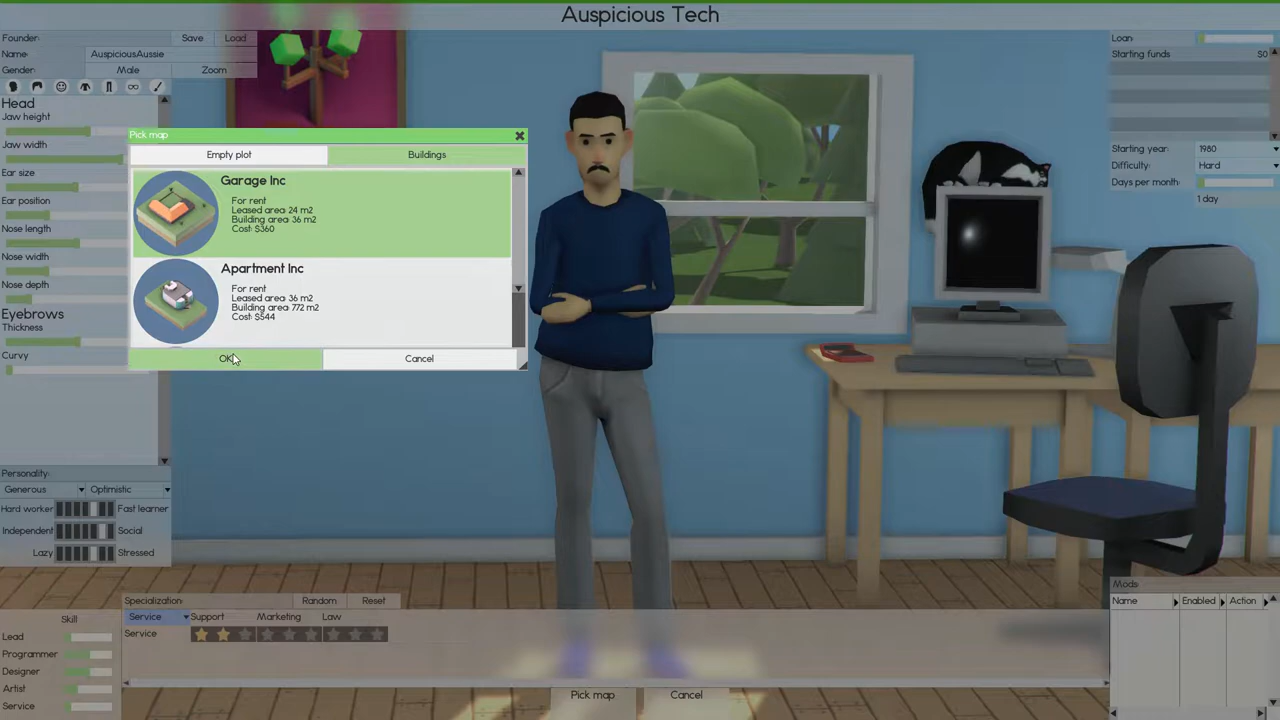 Auspicious Tech
Founder: Save Load
Name: AuspiciousAussie
Gender: Male Zoom
Head
Jaw height
Jaw width
Ear size
Ear position
Nose length
Nose width
Nose depth
Eyebrows
Thickness
Curvy
Personality:
Generous Optimistic
Hard worker Fast learner
Independent Social
Lazy Stressed
Skill
Lead
Programmer
Designer
Artist
Service
Specialization: Random Reset
Service Support Marketing Law
Service
Pick map
Empty plot Buildings
Garage Inc
For rent
Leased area 24 m2
Building area: 36 m2
Cost: $360
Apartment Inc
For rent
Leased area 36 m2
Building area 772 m2
Cost: $544
OK Cancel
Pick map Cancel
Loan:
Starting funds $0
Starting year: 1980
Difficulty: Hard
Days per month:
1 day
Mods
Name Enabled Action